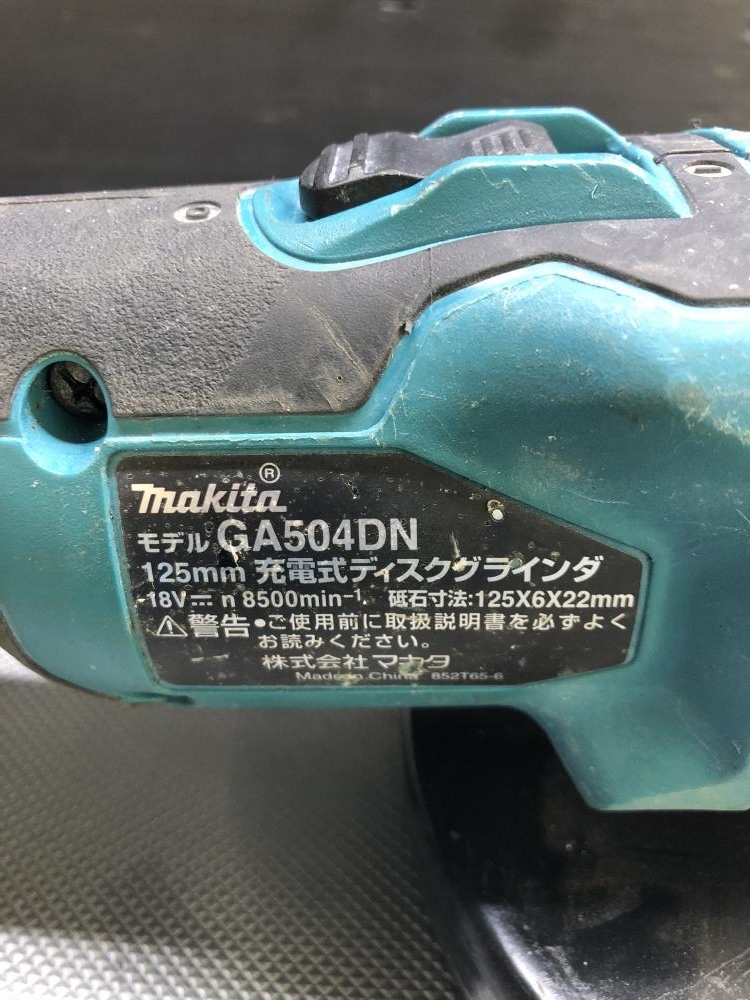 makita®
モデル GA504DN
125mm 充電式ディスクグラインダ
18V⎓ n 8500min⁻¹. 砥石寸法:125X6X22mm
⚠警告 •ご使用前に取扱説明書を必ずよく
お読みください。
株式会社 マキタ
Made in China 852T65-6